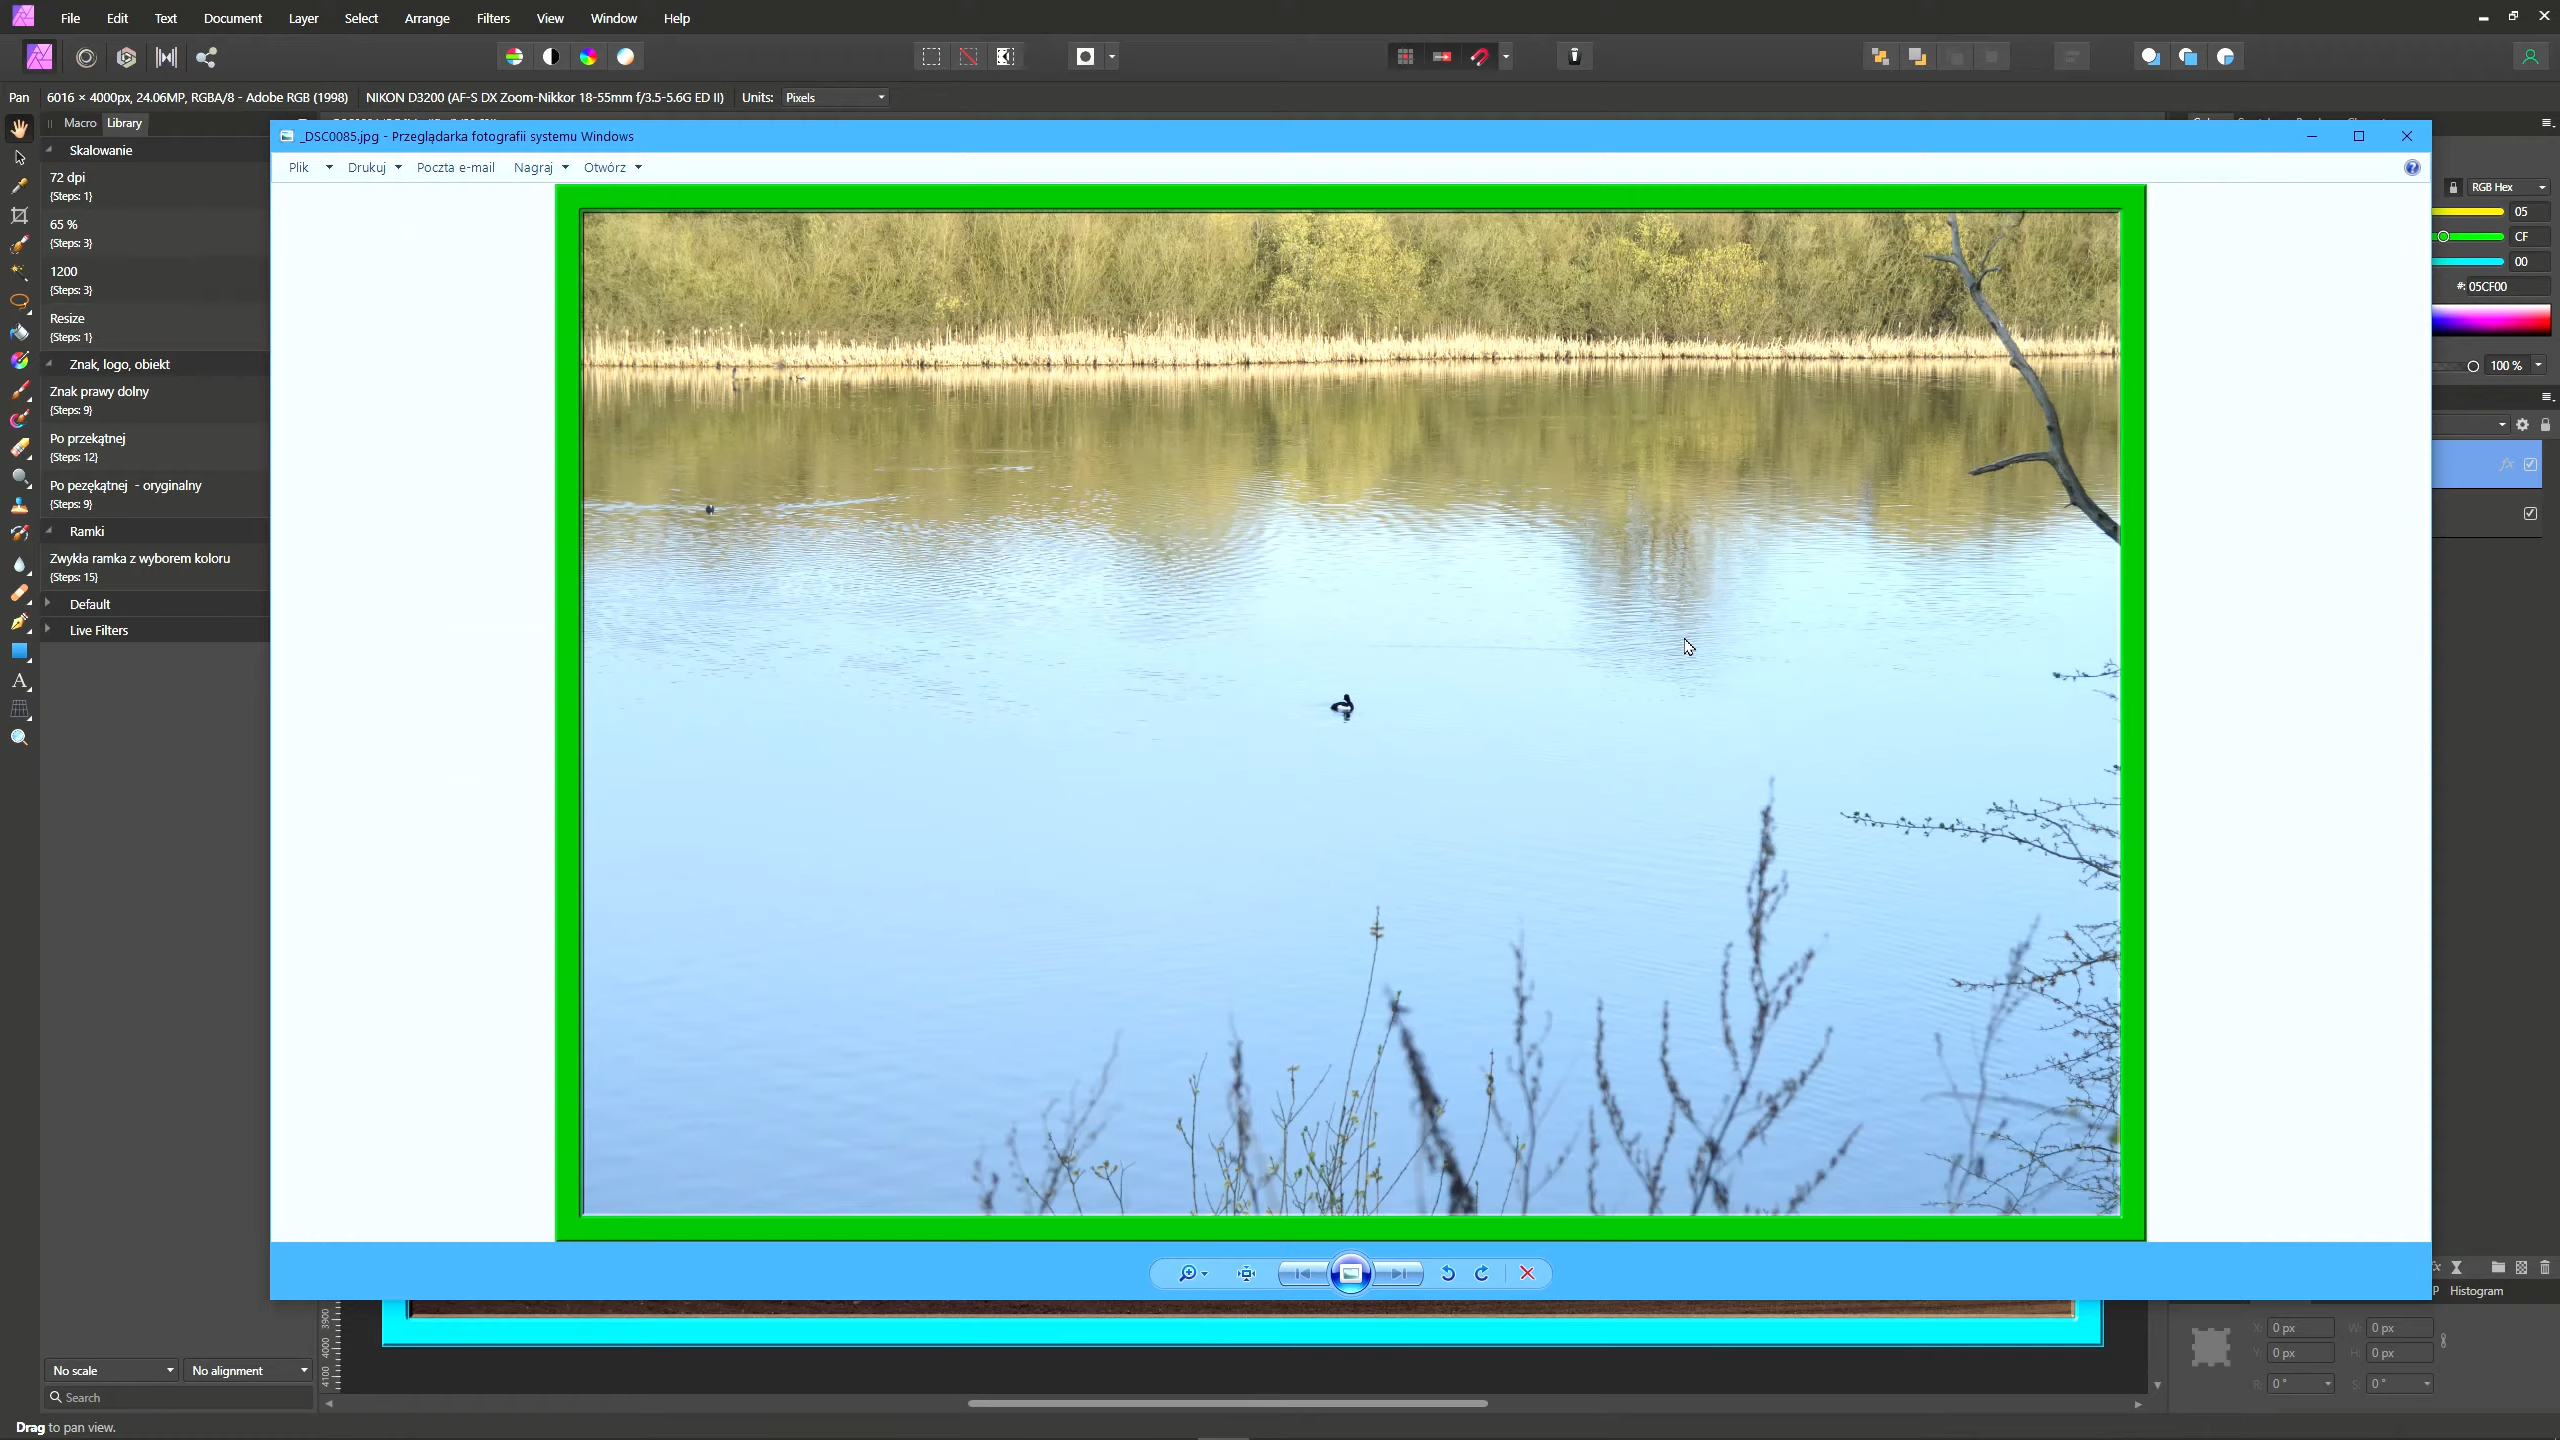 File Edit Text Document Layer Select Arrange Filters View Window Help
Pan 6016 × 4000px, 24.06MP, RGBA/8 - Adobe RGB (1998) NIKON D3200 (AF-S DX Zoom-Nikkor 18-55mm f/3.5-5.6G ED II) Units: Pixels
Macro Library
_DSC0085.jpg - Przeglądarka fotografii systemu Windows
Plik Drukuj Poczta e-mail Nagraj Otwórz
Skalowanie
72 dpi
{Steps: 1}
65 %
{Steps: 3}
1200
{Steps: 3}
Resize
{Steps: 1}
Znak, logo, obiekt
Znak prawy dolny
{Steps: 9}
Po przekątnej
{Steps: 12}
Po pezękątnej - oryginalny
{Steps: 9}
Ramki
Zwykła ramka z wyborem koloru
{Steps: 15}
Default
Live Filters
RGB Hex
05
CF
00
#: 05CF00
100 %
Histogram
3900
4000
4100
X: 0 px W: 0 px
Y: 0 px H: 0 px
R: 0 ° S: 0 °
No scale No alignment
Search
Drag to pan view.